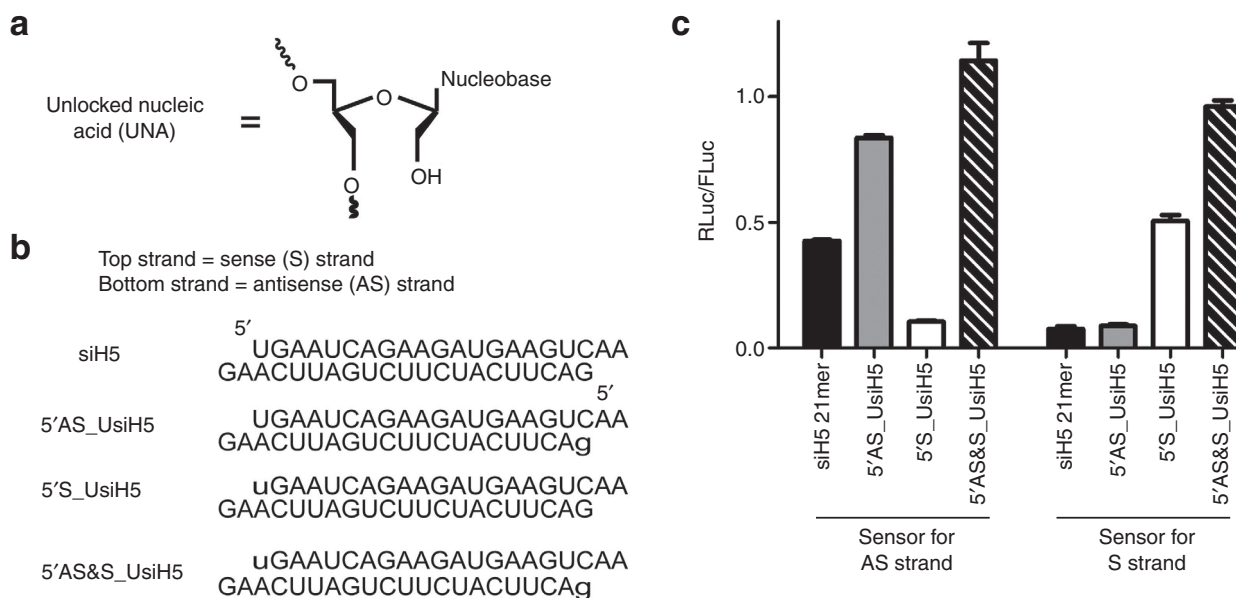 a
Unlocked nucleic
acid (UNA)
=
O
O
Nucleobase
OH
O
b
Top strand = sense (S) strand
Bottom strand = antisense (AS) strand
5′
siH5
UGAAUCAGAAGAUGAAGUCAA
GAACUUAGUCUUCUACUUCAG
5′
5′AS_UsiH5
UGAAUCAGAAGAUGAAGUCAA
GAACUUAGUCUUCUACUUCAg
5′S_UsiH5
uGAAUCAGAAGAUGAAGUCAA
GAACUUAGUCUUCUACUUCAG
5′AS&S_UsiH5
uGAAUCAGAAGAUGAAGUCAA
GAACUUAGUCUUCUACUUCAg
c
RLuc/FLuc
1.0
0.5
0.0
siH5 21mer
5′AS_UsiH5
5′S_UsiH5
5′AS&S_UsiH5
siH5 21mer
5′AS_UsiH5
5′S_UsiH5
5′AS&S_UsiH5
Sensor for
AS strand
Sensor for
S strand